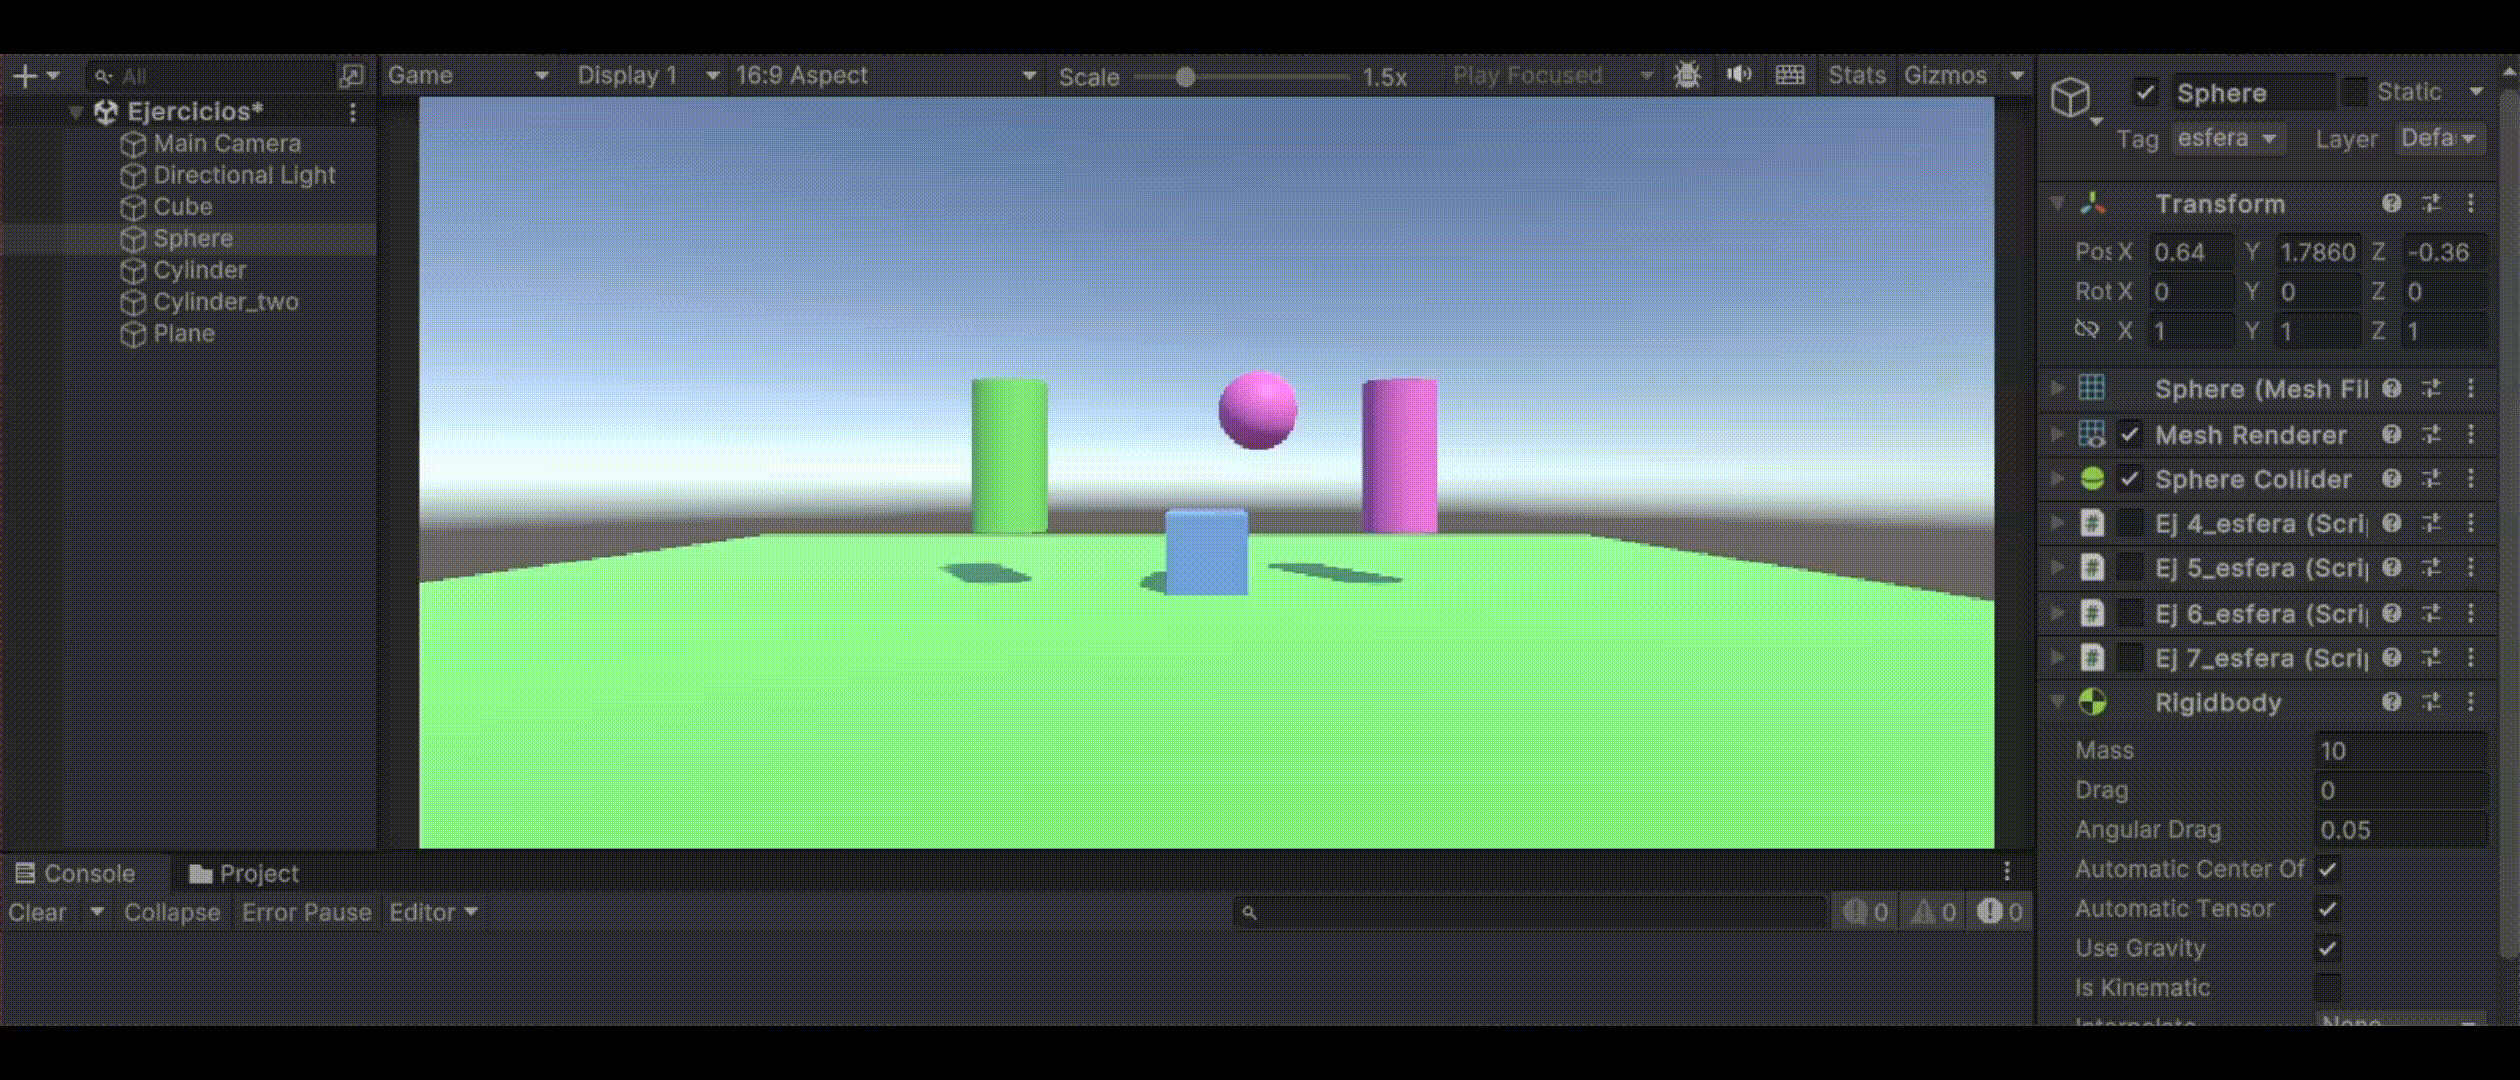 All
Ejercicios*
Main Camera
Directional Light
Cube
Sphere
Cylinder
Cylinder_two
Plane
Game Display 1 16:9 Aspect Scale 1.5x Play Focused Stats Gizmos
Console Project
Clear Collapse Error Pause Editor 0 0 0
Sphere Static
Tag esfera Layer Defa
Transform
Pos X 0.64 Y 1.7860 Z -0.36
Rot X 0 Y 0 Z 0
X 1 Y 1 Z 1
Sphere (Mesh Fil
Mesh Renderer
Sphere Collider
Ej 4_esfera (Scri
Ej 5_esfera (Scri
Ej 6_esfera (Scri
Ej 7_esfera (Scri
Rigidbody
Mass 10
Drag 0
Angular Drag 0.05
Automatic Center Of
Automatic Tensor
Use Gravity
Is Kinematic
Interpolate None